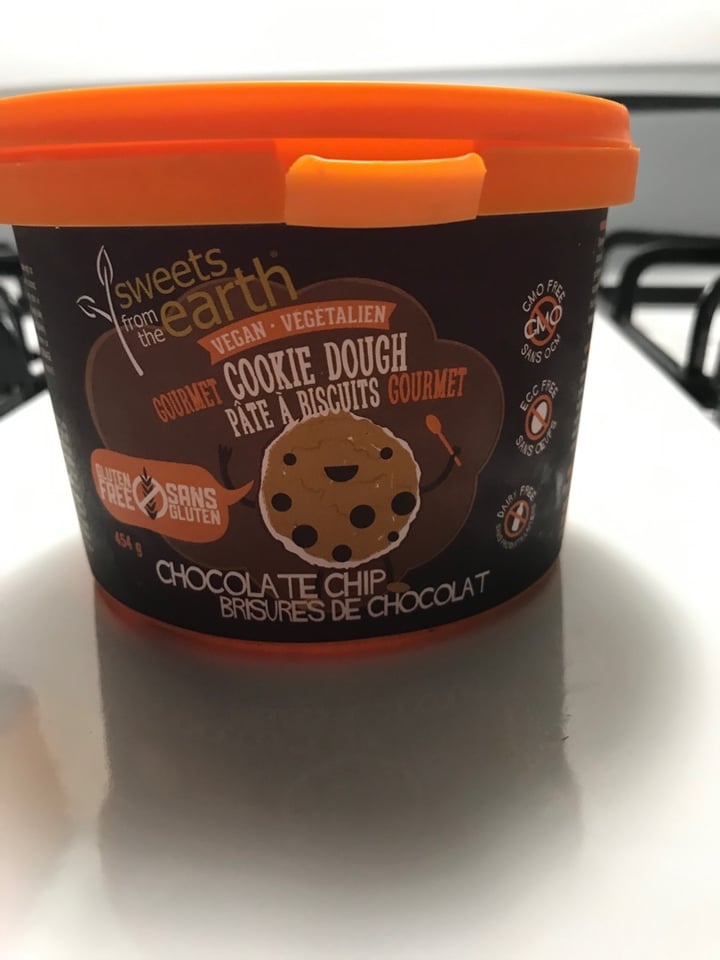 sweets
from
the earth®
VEGAN · VÉGÉTALIEN
GOURMET COOKIE DOUGH
PÂTE À BISCUITS GOURMET
GLUTEN FREE
SANS GLUTEN
454 g
CHOCOLATE CHIP
BRISURES DE CHOCOLAT
GMO FREE
GMO
SANS OGM
EGG FREE
SANS OEUFS
DAIRY FREE